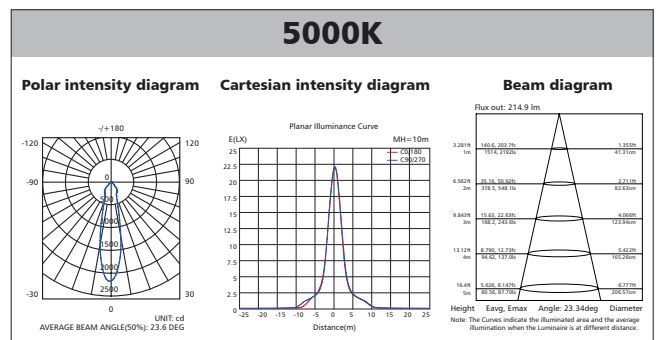 5000K
Polar intensity diagram
-/+180
-120
120
-90
90
-30
30
0
500
1000
1500
2000
2500
0
UNIT: cd
AVERAGE BEAM ANGLE(50%): 23.6 DEG
Cartesian intensity diagram
Planar Illuminance Curve
E(LX)
MH=10m
C0/180
C90/270
25
22.5
20
17.5
15
12.5
10
7.5
5
2.5
0
-25 -20 -15 -10 -5 0 5 10 15 20 25
Distance(m)
Beam diagram
Flux out: 214.9 lm
3.281ft 140.6, 203.7fc 1.355ft
1m 1514, 2192lx 41.31cm
6.562ft 35.16, 50.92fc 2.711ft
2m 378.5, 548.1lx 82.63cm
9.843ft 15.63, 22.63fc 4.066ft
3m 168.2, 243.6lx 123.94cm
13.12ft 8.790, 12.73fc 5.422ft
4m 94.62, 137.0lx 165.26cm
16.4ft 5.626, 8.147fc 6.777ft
5m 60.56, 87.70lx 206.57cm
Height Eavg, Emax Angle: 23.34deg Diameter
Note: The Curves indicate the illuminated area and the average
illumination when the Luminaire is at different distance.